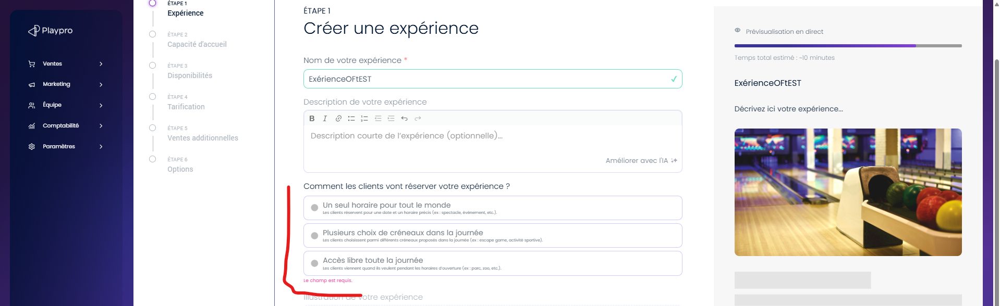 Playpro
Ventes
Marketing
Équipe
Comptabilité
Paramètres
ÉTAPE 1
Expérience
ÉTAPE 2
Capacité d'accueil
ÉTAPE 3
Disponibilités
ÉTAPE 4
Tarification
ÉTAPE 5
Ventes additionnelles
ÉTAPE 6
Options
ÉTAPE 1
Créer une expérience
Nom de votre expérience *
ExérienceOFtEST
Description de votre expérience
B I
Description courte de l'expérience (optionnelle)...
Améliorer avec l'IA
Comment les clients vont réserver votre expérience ?
Un seul horaire pour tout le monde
Les clients réservent pour une date et un horaire précis (ex : spectacle, événement, etc.).
Plusieurs choix de créneaux dans la journée
Les clients choisissent parmi différents créneaux proposés dans la journée (ex : escape game, activité sportive).
Accès libre toute la journée
Les clients viennent quand ils veulent pendant les horaires d'ouverture (ex : parc, zoo, etc.).
Le champ est requis.
Illustration de votre expérience
Prévisualisation en direct
Temps total estimé : ~10 minutes
ExérienceOFtEST
Décrivez ici votre expérience...